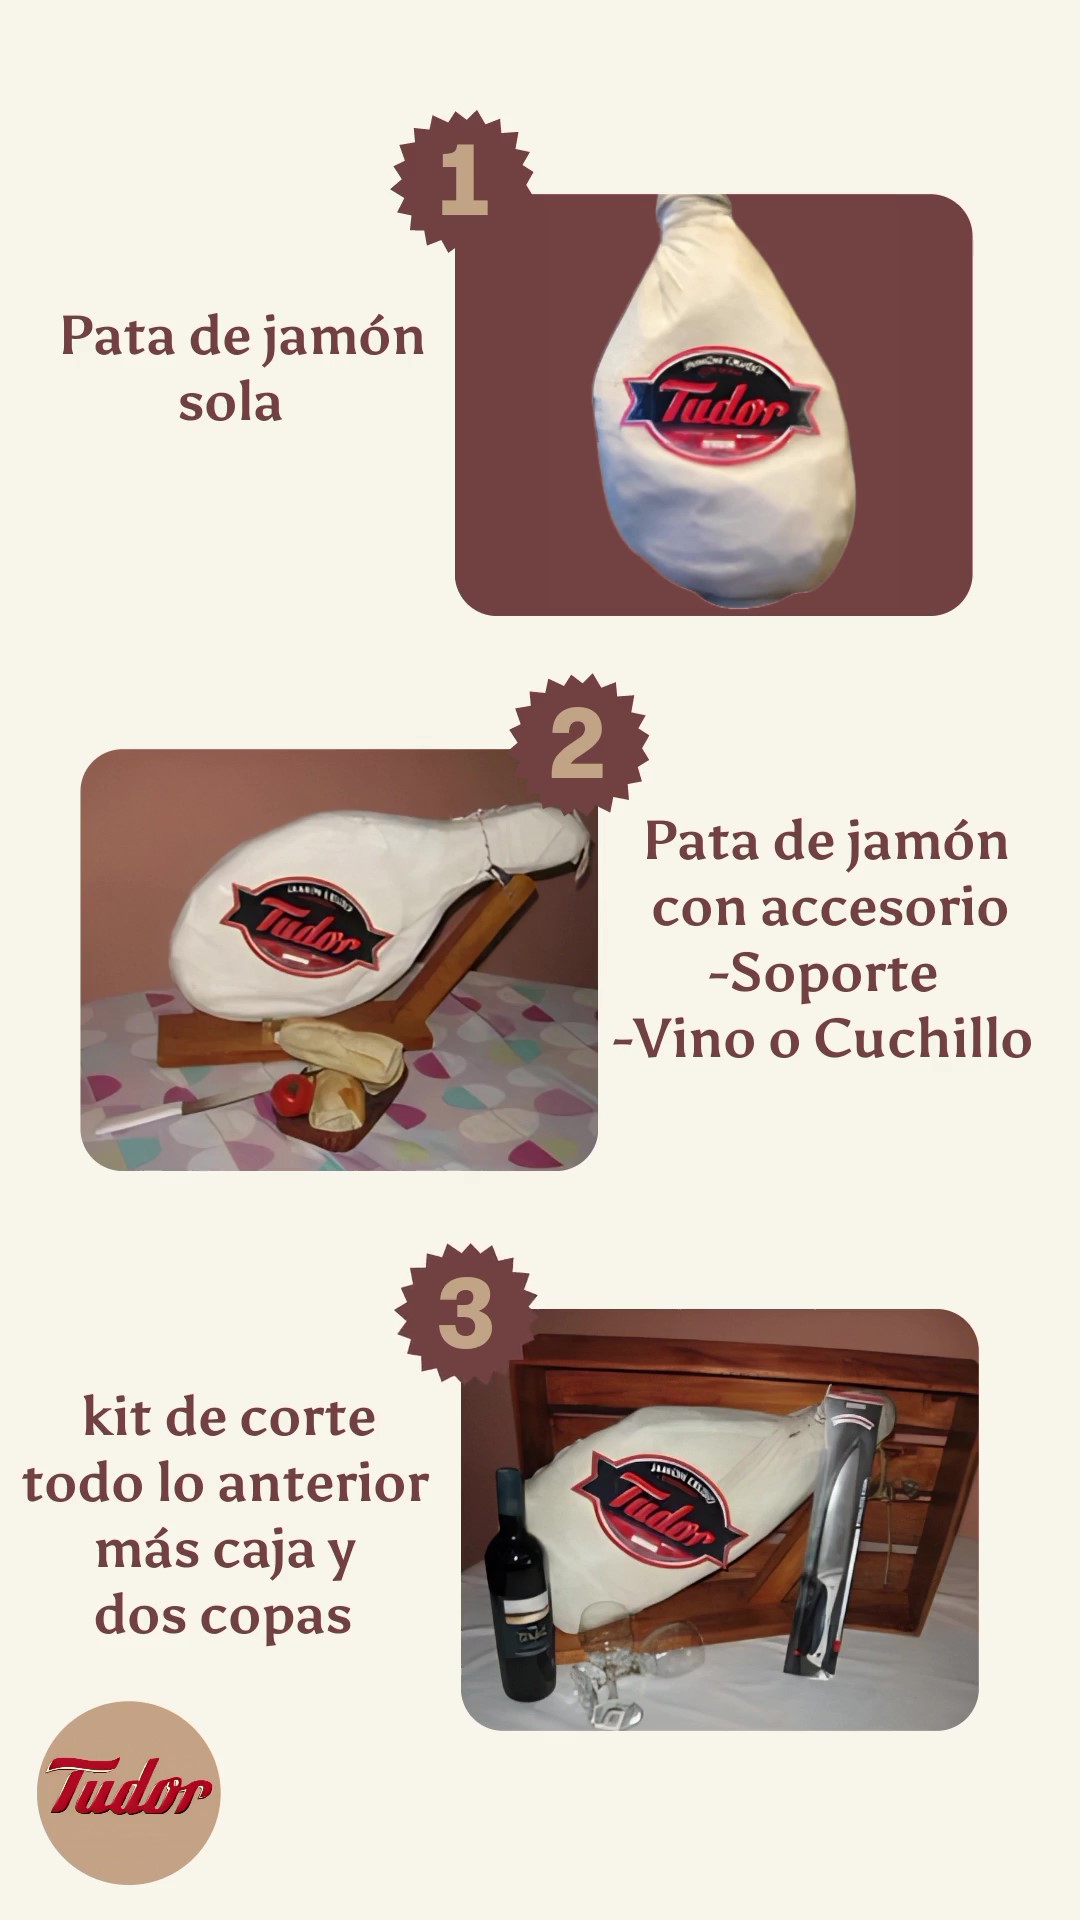 1
Pata de jamón
sola
Tudor
2
Pata de jamón
con accesorio
-Soporte
-Vino o Cuchillo
Tudor
3
kit de corte
todo lo anterior
más caja y
dos copas
Tudor
Tudor